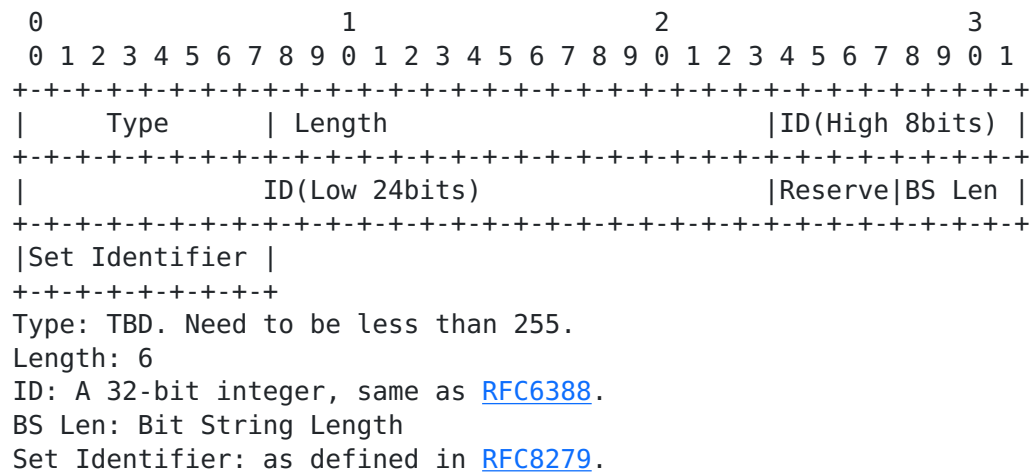 0                   1                   2                   3
 0 1 2 3 4 5 6 7 8 9 0 1 2 3 4 5 6 7 8 9 0 1 2 3 4 5 6 7 8 9 0 1
+-+-+-+-+-+-+-+-+-+-+-+-+-+-+-+-+-+-+-+-+-+-+-+-+-+-+-+-+-+-+-+-+
|     Type      | Length                        |ID(High 8bits) |
+-+-+-+-+-+-+-+-+-+-+-+-+-+-+-+-+-+-+-+-+-+-+-+-+-+-+-+-+-+-+-+-+
|               ID(Low 24bits)                  |Reserve|BS Len |
+-+-+-+-+-+-+-+-+-+-+-+-+-+-+-+-+-+-+-+-+-+-+-+-+-+-+-+-+-+-+-+-+
|Set Identifier |
+-+-+-+-+-+-+-+-+
Type: TBD. Need to be less than 255.
Length: 6
ID: A 32-bit integer, same as RFC6388.
BS Len: Bit String Length
Set Identifier: as defined in RFC8279.